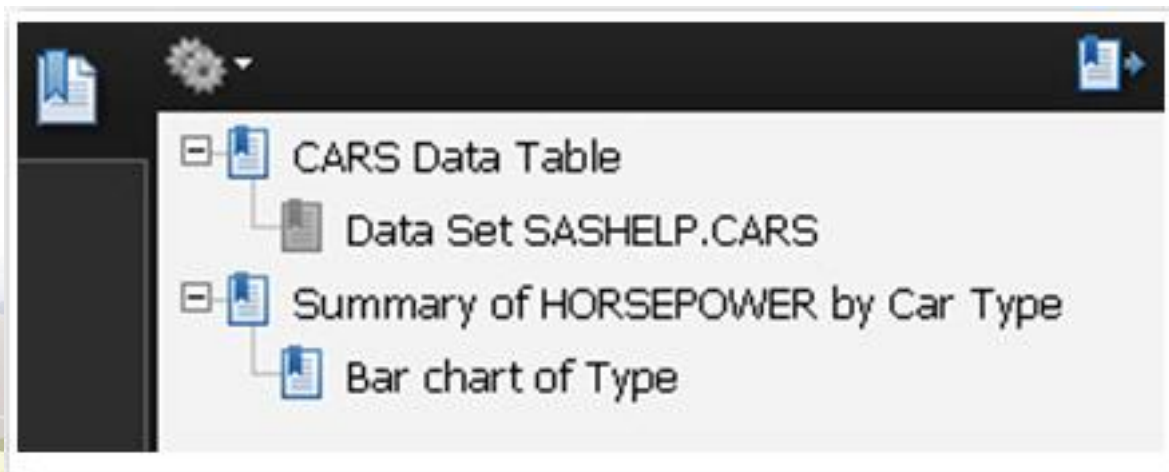 CARS Data Table
Data Set SASHELP.CARS
Summary of HORSEPOWER by Car Type
Bar chart of Type